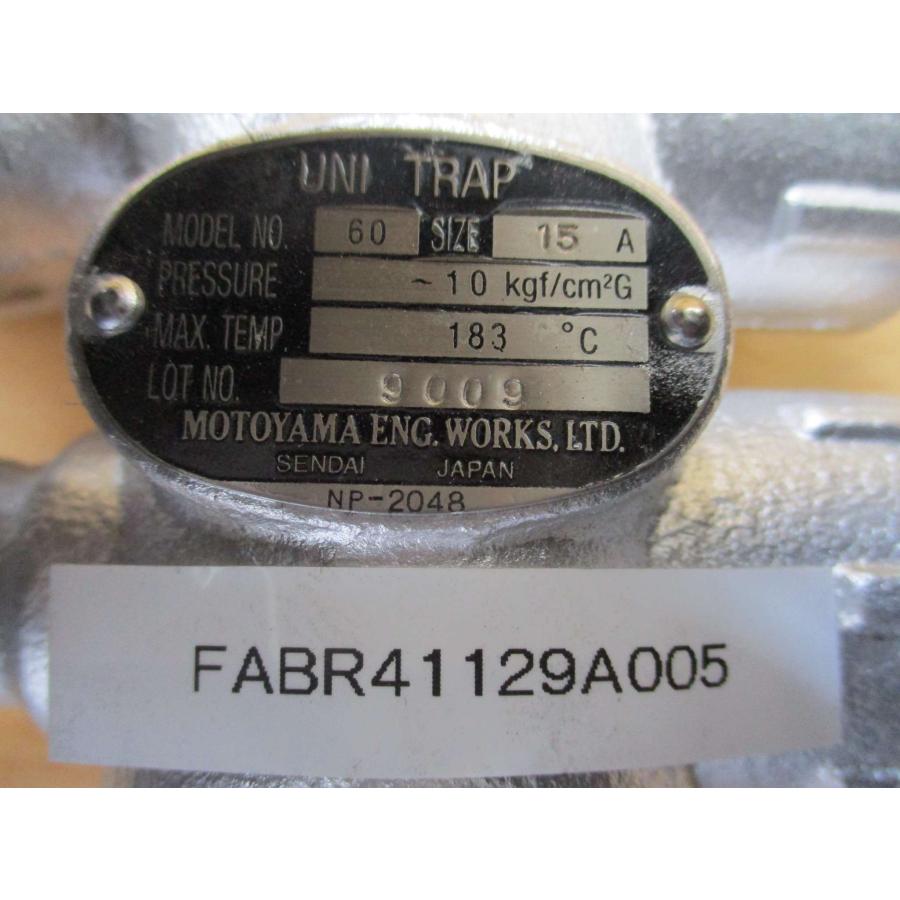 UNI TRAP
MODEL NO. 60 SIZE 15 A
PRESSURE ~10 kgf/cm²G
MAX. TEMP. 183 °C
LOT NO. 9009
MOTOYAMA ENG. WORKS, LTD.
SENDAI JAPAN
NP-2048
FABR41129A005